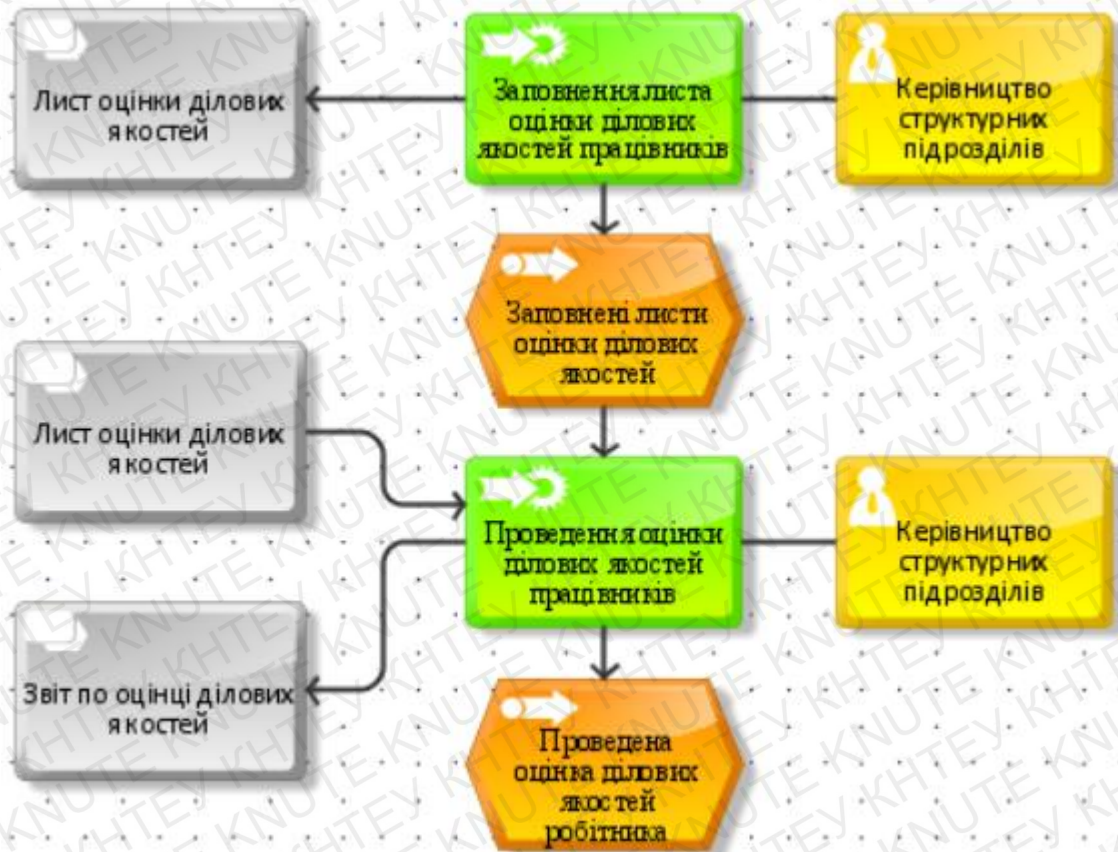 Лист оцінки ділових
якостей
Заповнення листа
оцінки ділових
якостей працівників
Керівництво
структурних
підрозділів
Заповнені листи
оцінки ділових
якостей
Лист оцінки ділових
якостей
Проведення оцінки
ділових якостей
працівників
Керівництво
структурних
підрозділів
Звіт по оцінці ділових
якостей
Проведена
оцінка ділових
якостей
робітника
KNUTE КНТЕУ